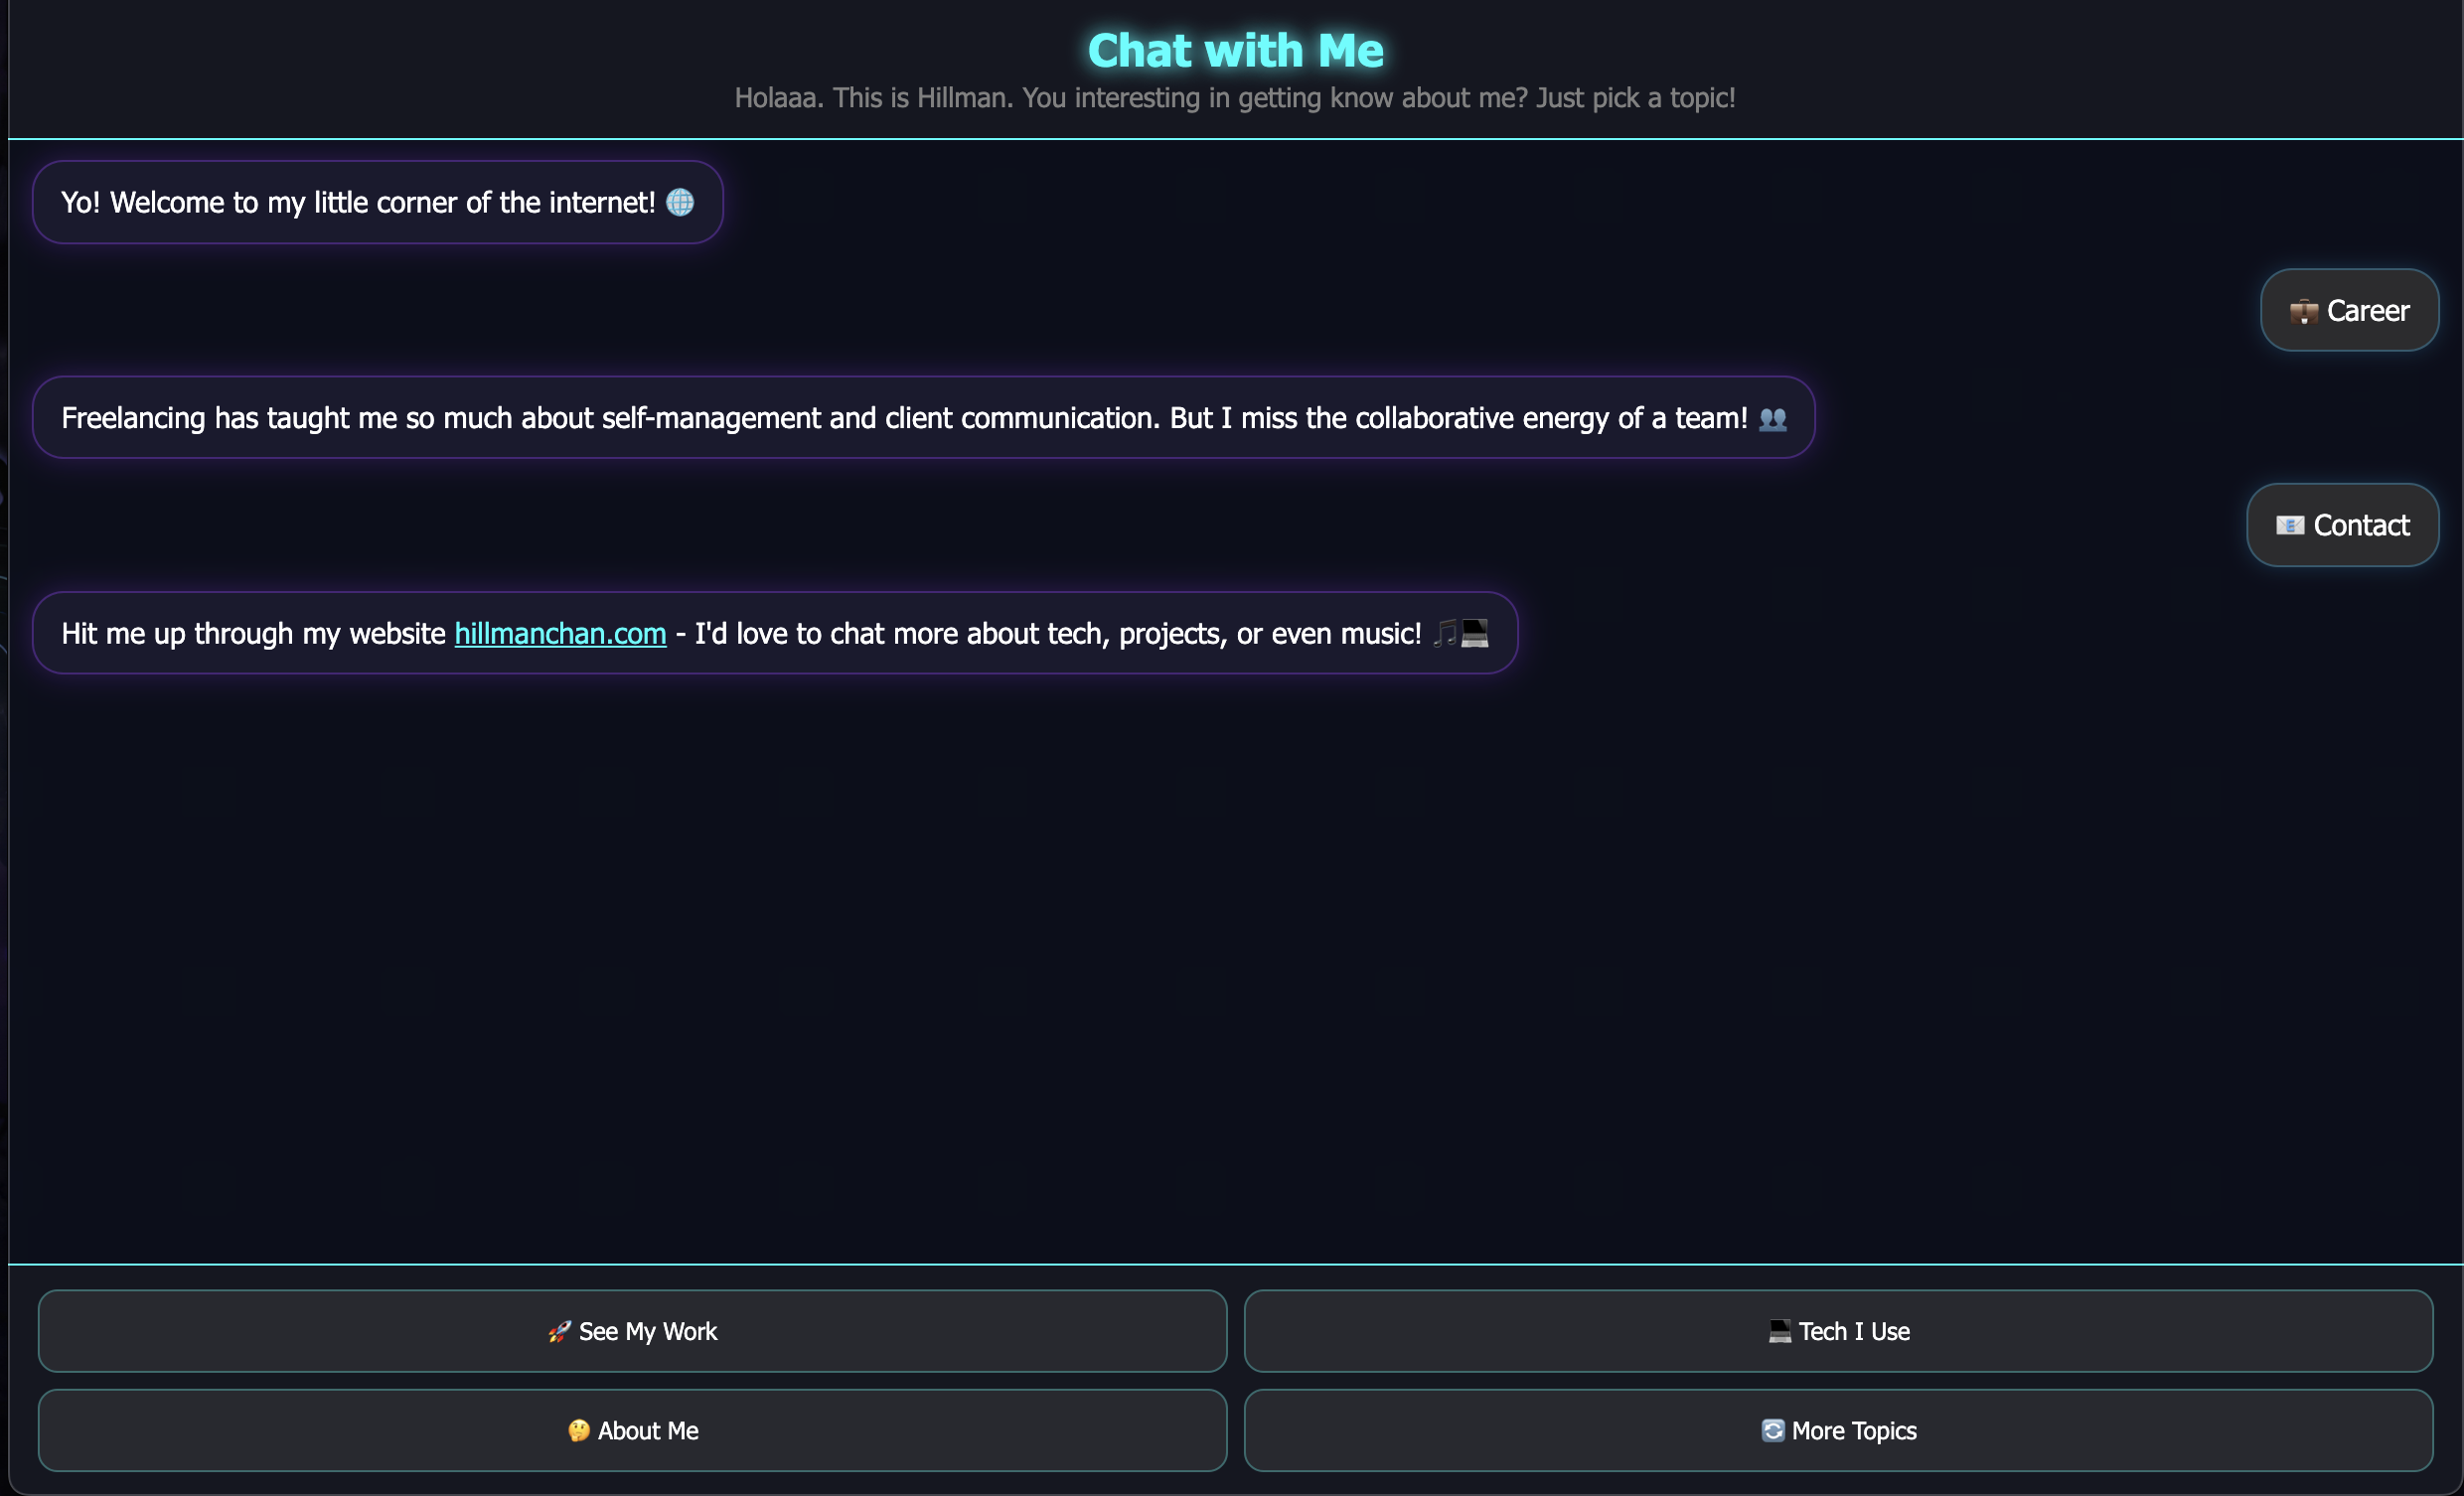 Chat with Me
Holaaa. This is Hillman. You interesting in getting know about me? Just pick a topic!
Yo! Welcome to my little corner of the internet! 🌐
💼 Career
Freelancing has taught me so much about self-management and client communication. But I miss the collaborative energy of a team! 👥
📧 Contact
Hit me up through my website hillmanchan.com - I'd love to chat more about tech, projects, or even music! 🎵💻
🚀 See My Work
💻 Tech I Use
🤔 About Me
🔄 More Topics